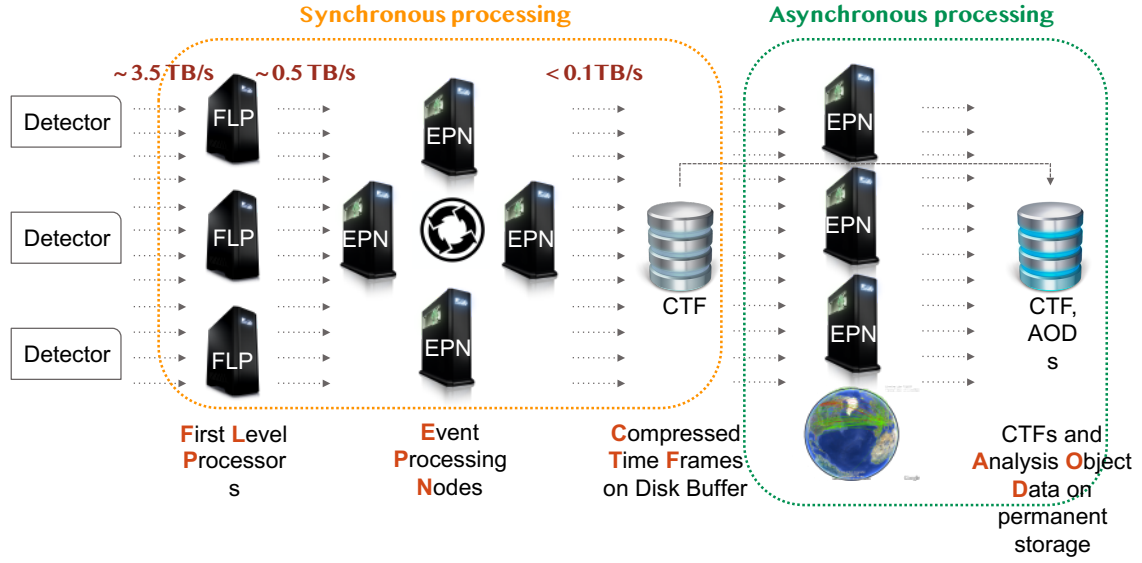 Synchronous processing
Asynchronous processing
~ 3.5 TB/s
~ 0.5 TB/s
< 0.1TB/s
Detector
FLP
EPN
EPN
Detector
FLP
EPN
EPN
EPN
CTF
CTF,
AOD
s
Detector
FLP
EPN
EPN
First Level
Processor
s
Event
Processing
Nodes
Compressed
Time Frames
on Disk Buffer
Google
CTFs and
Analysis Object
Data on
permanent
storage